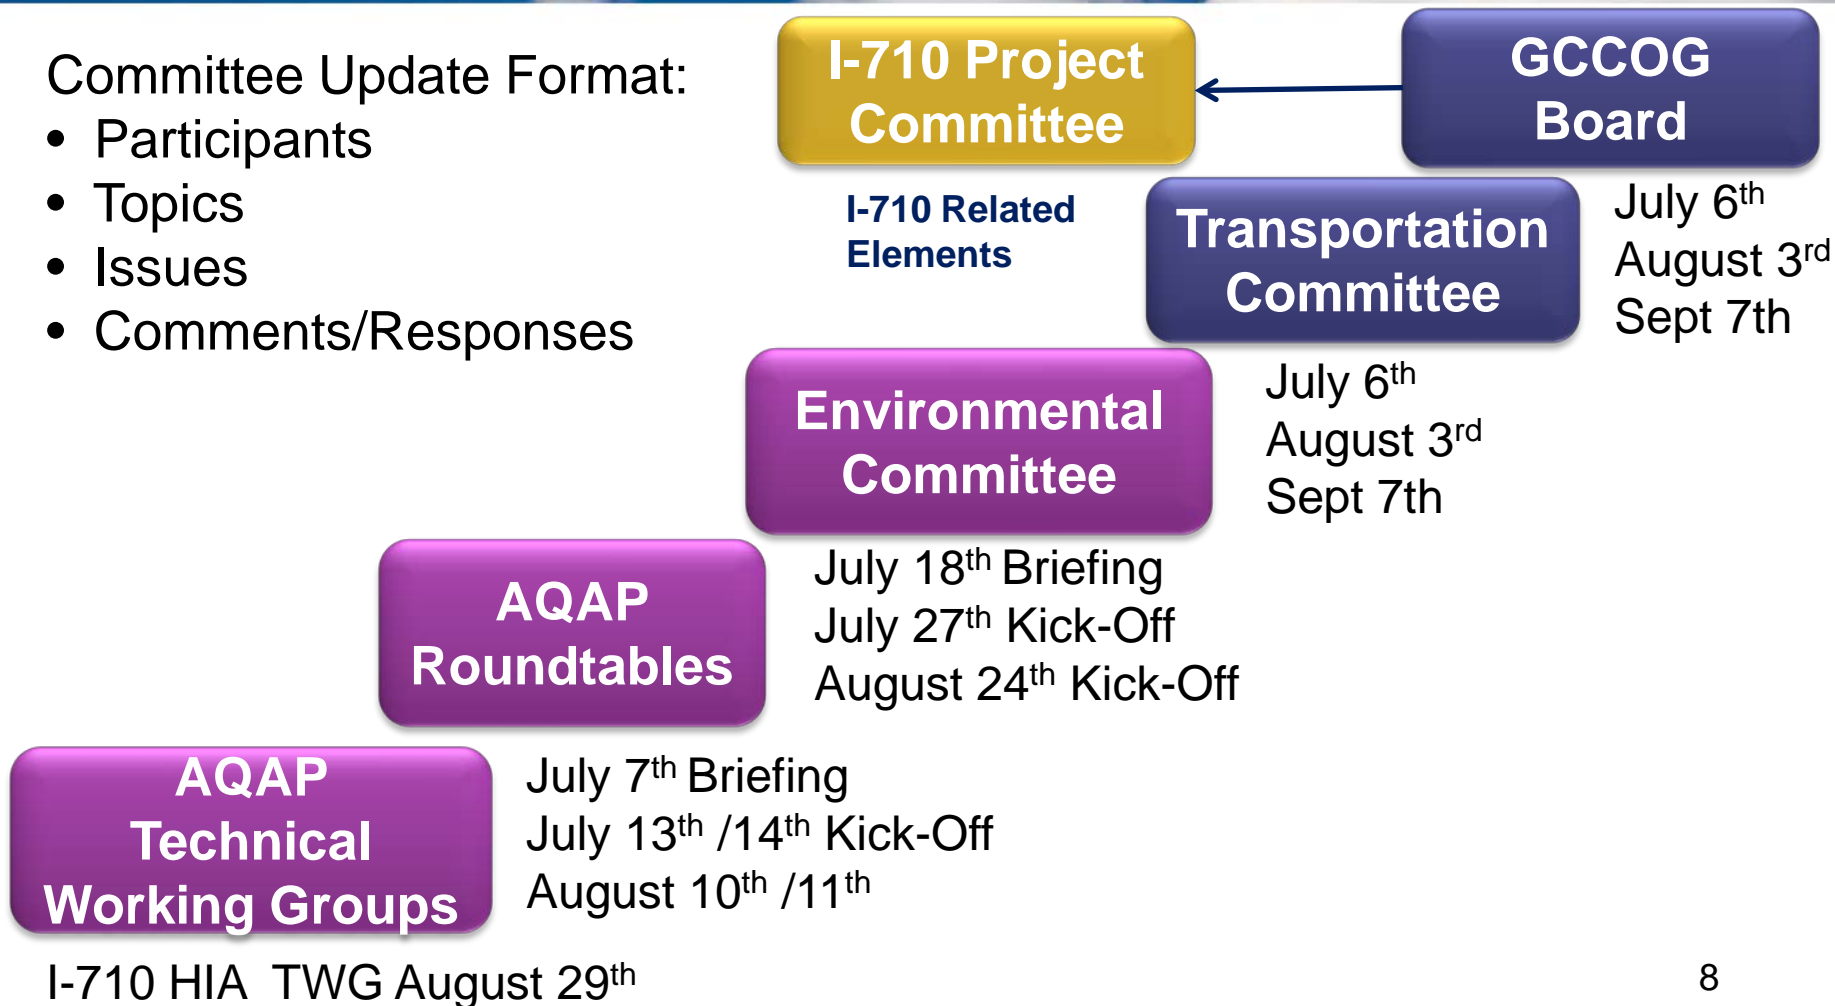 Committee Update Format:
• Participants
• Topics
• Issues
• Comments/Responses
I-710 Project
Committee
GCCOG
Board
I-710 Related
Elements
Transportation
Committee
July 6th
August 3rd
Sept 7th
Environmental
Committee
July 6th
August 3rd
Sept 7th
AQAP
Roundtables
July 18th Briefing
July 27th Kick-Off
August 24th Kick-Off
AQAP
Technical
Working Groups
July 7th Briefing
July 13th /14th Kick-Off
August 10th /11th
I-710 HIA TWG August 29th
8